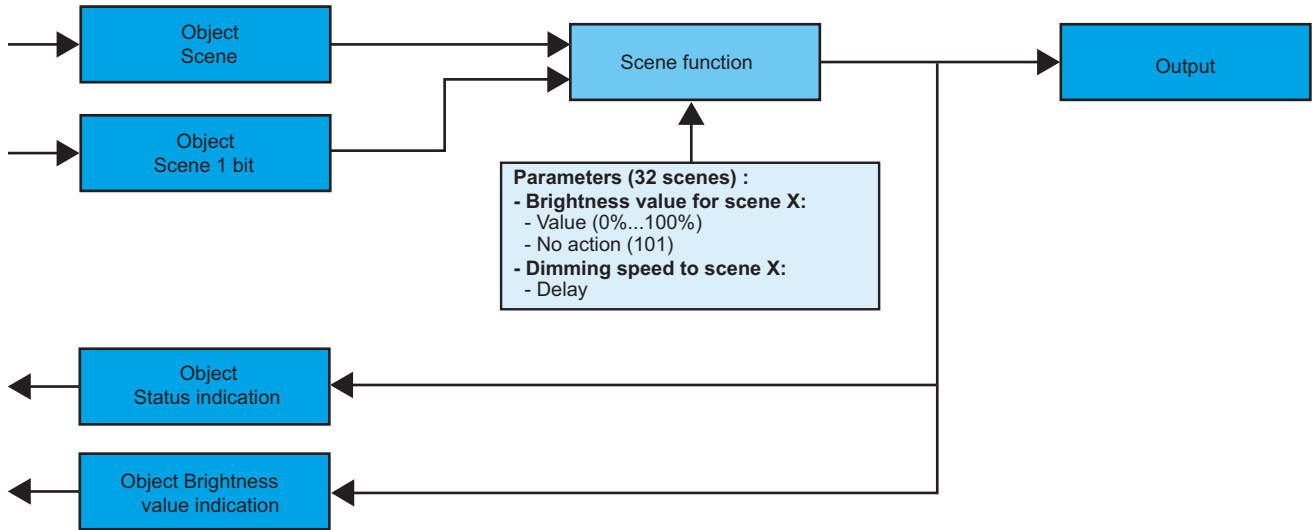 Object
Scene
Scene function
Output
Object
Scene 1 bit
Parameters (32 scenes) :
- Brightness value for scene X:
- Value (0%...100%)
- No action (101)
- Dimming speed to scene X:
- Delay
Object
Status indication
Object Brightness
value indication